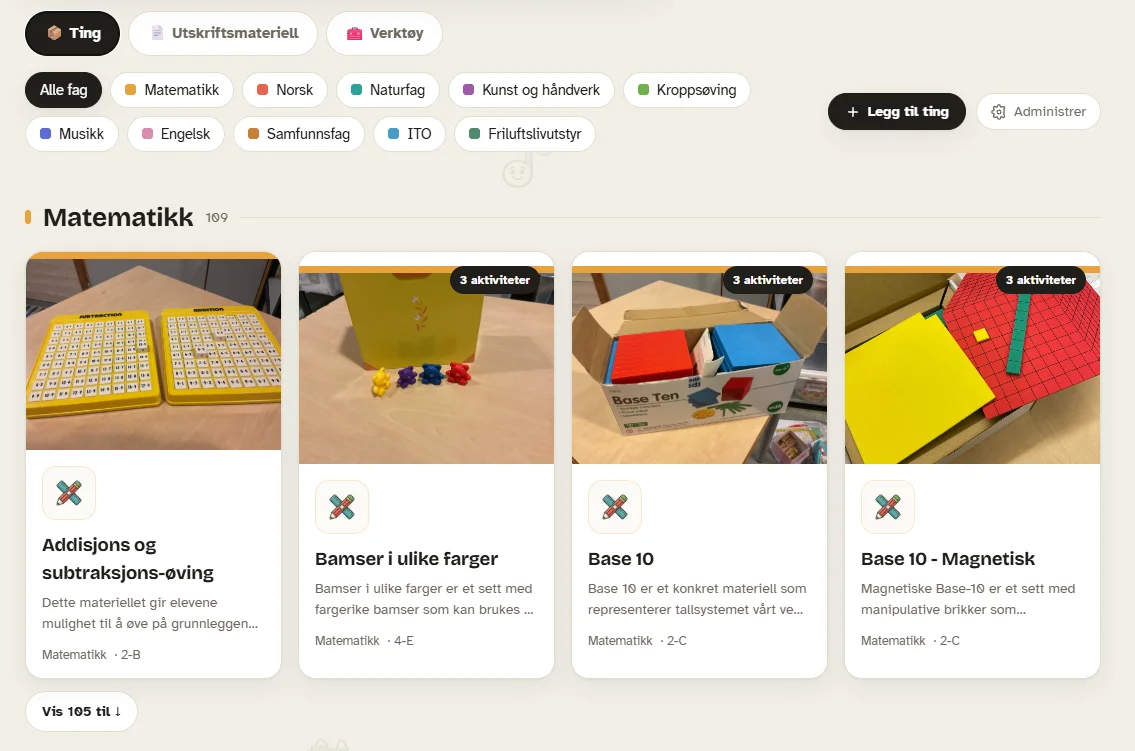 Ting
Utskriftsmateriell
Verktøy
Alle fag
Matematikk
Norsk
Naturfag
Kunst og håndverk
Kroppsøving
Musikk
Engelsk
Samfunnsfag
ITO
Friluftslivutstyr
+ Legg til ting
Administrer
Matematikk 109
SUBTRACTION
ADDITION
3 aktiviteter
3 aktiviteter
Base Ten
3 aktiviteter
Addisjons og
subtraksjons-øving
Dette materiellet gir elevene
mulighet til å øve på grunnleggen...
Matematikk · 2-B
Bamser i ulike farger
Bamser i ulike farger er et sett med
fargerike bamser som kan brukes ...
Matematikk · 4-E
Base 10
Base 10 er et konkret materiell som
representerer tallsystemet vårt ve...
Matematikk · 2-C
Base 10 - Magnetisk
Magnetiske Base-10 er et sett med
manipulative brikker som...
Matematikk · 2-C
Vis 105 til ↓